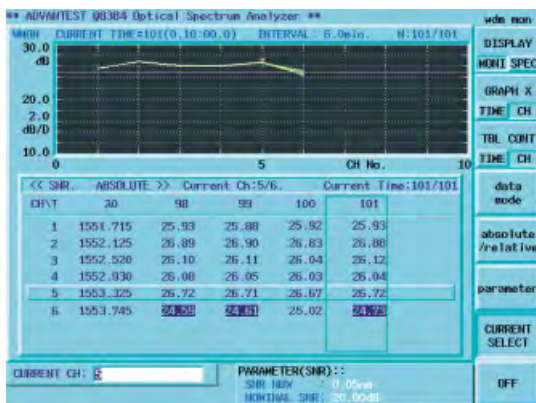 ** ADVANTEST Q8384 Optical Spectrum Analyzer **
WMON CURRENT TIME=101(0,10:00.0) INTERVAL: 6.0min. N:101/101
30.0
dB
20.0
2.0
dB/D
10.0
0 5 CH No. 10
<< SNR. ABSOLUTE >> Current Ch:5/6. Current Time:101/101
CH\T λ0 98 99 100 101
1 1551.715 25.93 25.88 25.92 25.93
2 1552.125 26.89 26.90 26.83 26.88
3 1552.520 26.10 26.11 26.04 26.12
4 1552.930 26.08 26.05 26.03 26.04
5 1553.325 26.72 26.71 26.67 26.72
6 1553.745 24.59 24.61 25.02 24.73
CURRENT CH: 5
PARAMETER(SNR)::
SNR NBW : 0.05nm
NOMINAL SNR: 20.00dB
wdm mon
DISPLAY
MONI SPEC
GRAPH X
TIME CH
TBL CONT
TIME CH
data
mode
absolute
/relative
parameter
CURRENT
SELECT
OFF